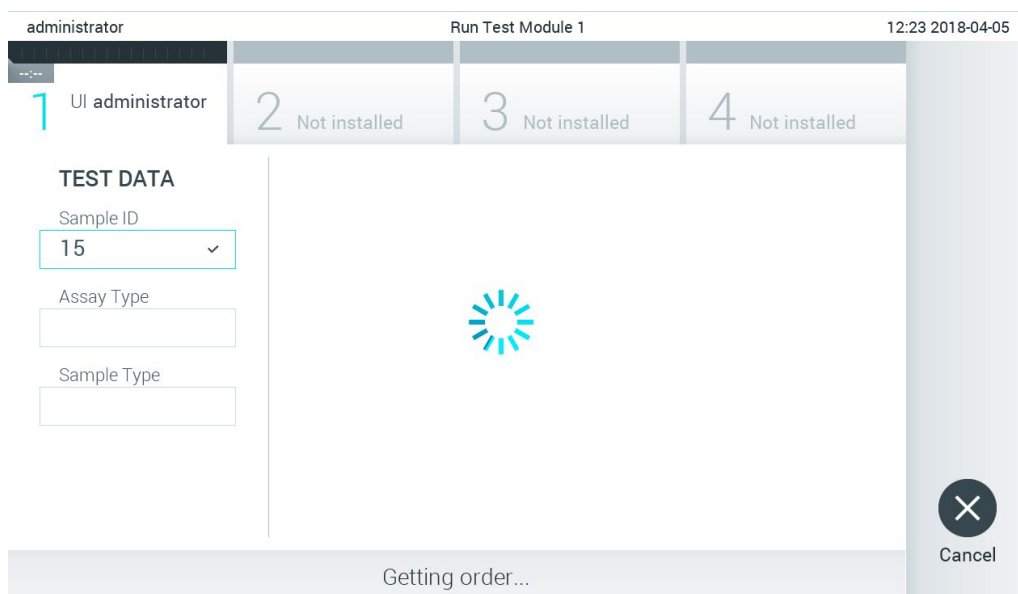 administrator Run Test Module 1 12:23 2018-04-05
--:--
1 UI administrator
2 Not installed
3 Not installed
4 Not installed
TEST DATA
Sample ID
15
Assay Type
Sample Type
Cancel
Getting order...